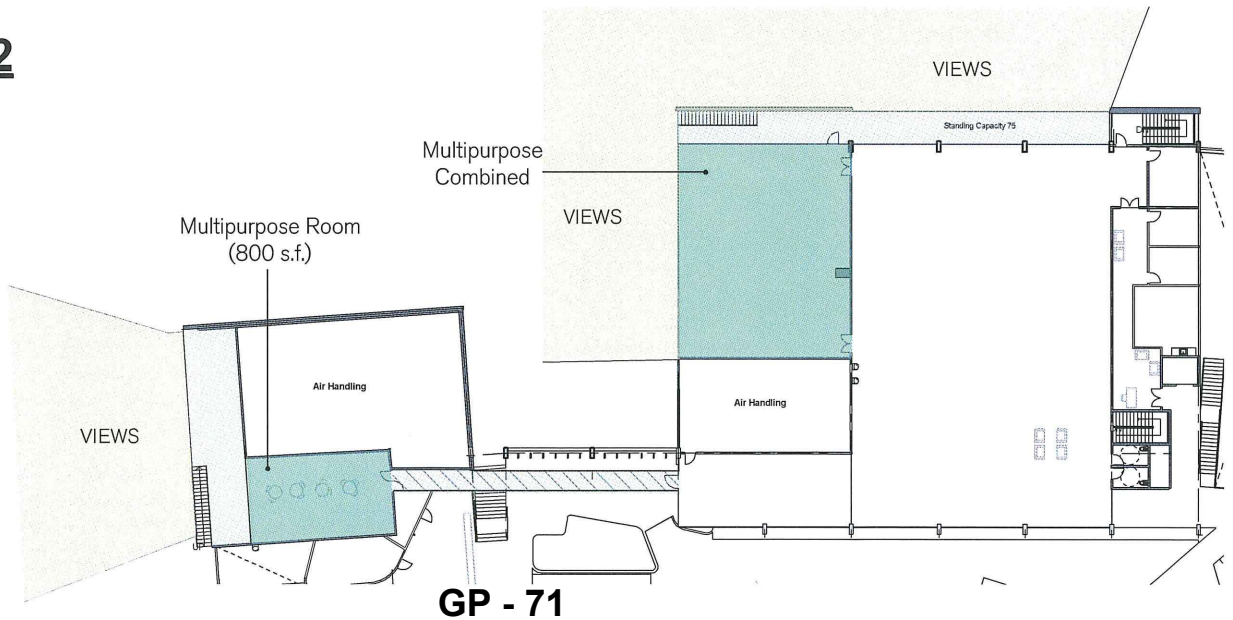 2
VIEWS
Standing Capacity 75
Multipurpose
Combined
VIEWS
Multipurpose Room
(800 s.f.)
Air Handling
Air Handling
VIEWS
GP - 71